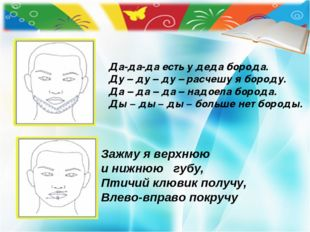 Да-да-да есть у деда борода.
Ду – ду – ду – расчешу я бороду.
Да – да – да – надоела борода.
Ды – ды – ды – больше нет бороды.
Зажму я верхнюю
и нижнюю губу,
Птичий клювик получу,
Влево-вправо покручу